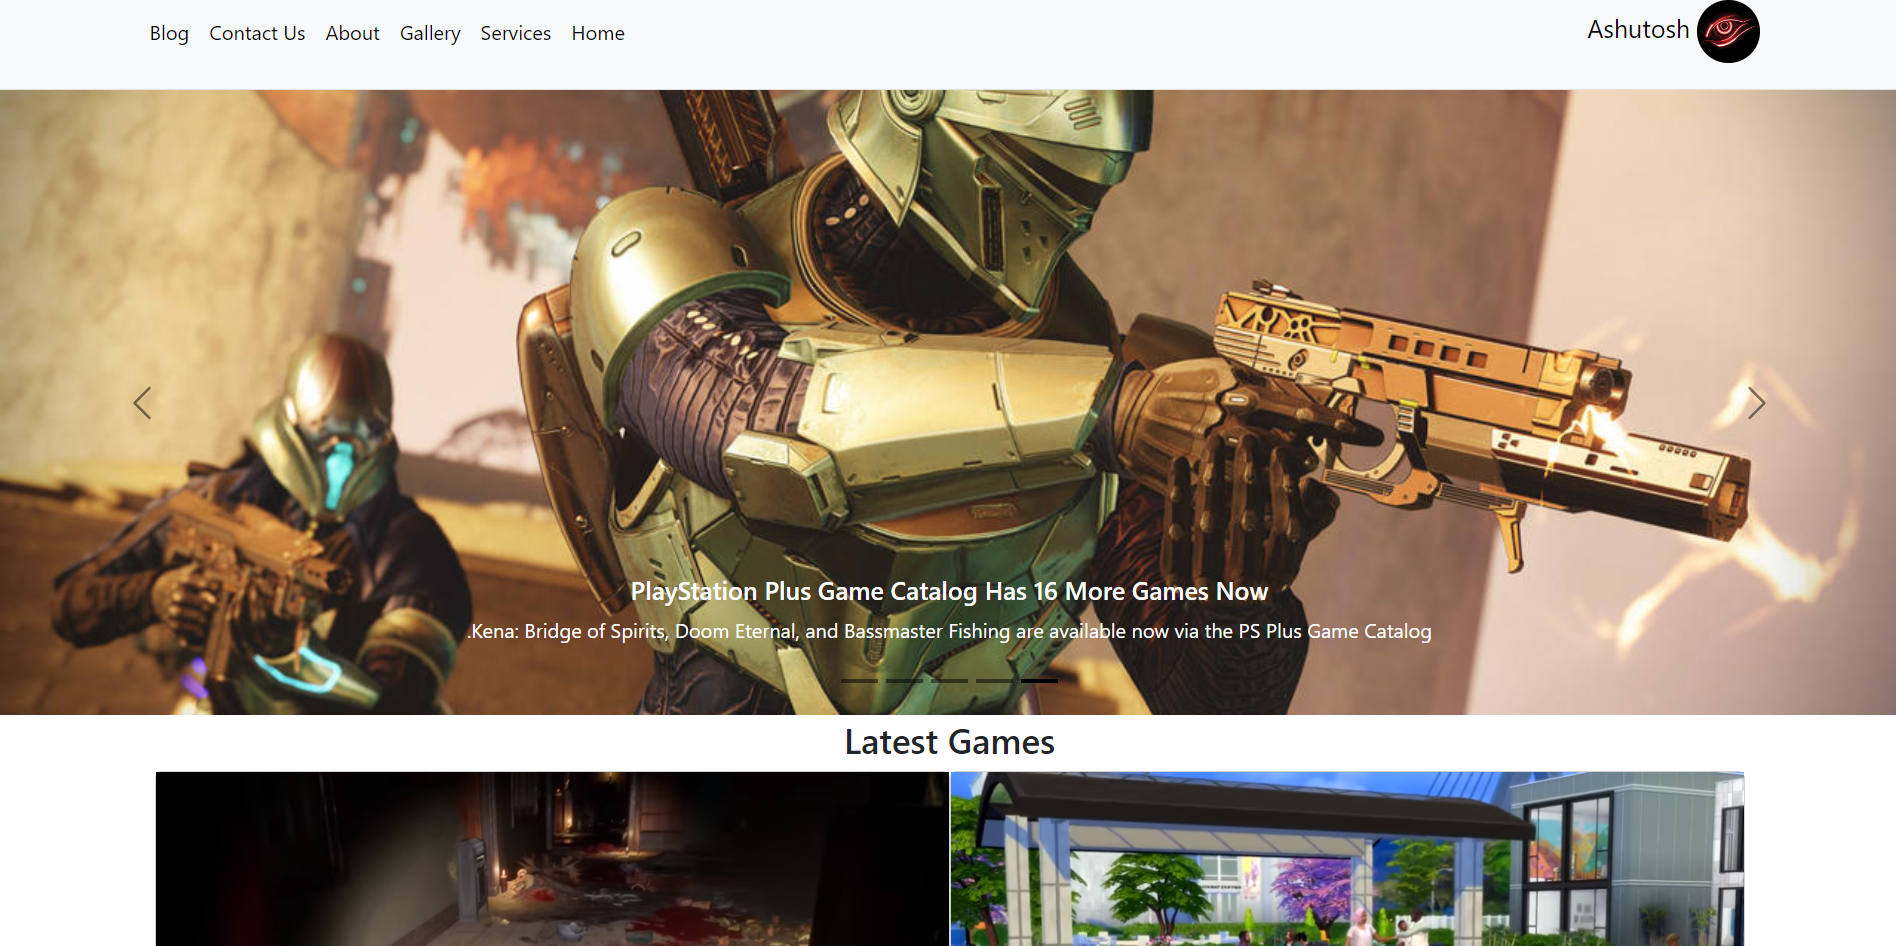 Blog Contact Us About Gallery Services Home
Ashutosh
PlayStation Plus Game Catalog Has 16 More Games Now
.Kena: Bridge of Spirits, Doom Eternal, and Bassmaster Fishing are available now via the PS Plus Game Catalog
Latest Games